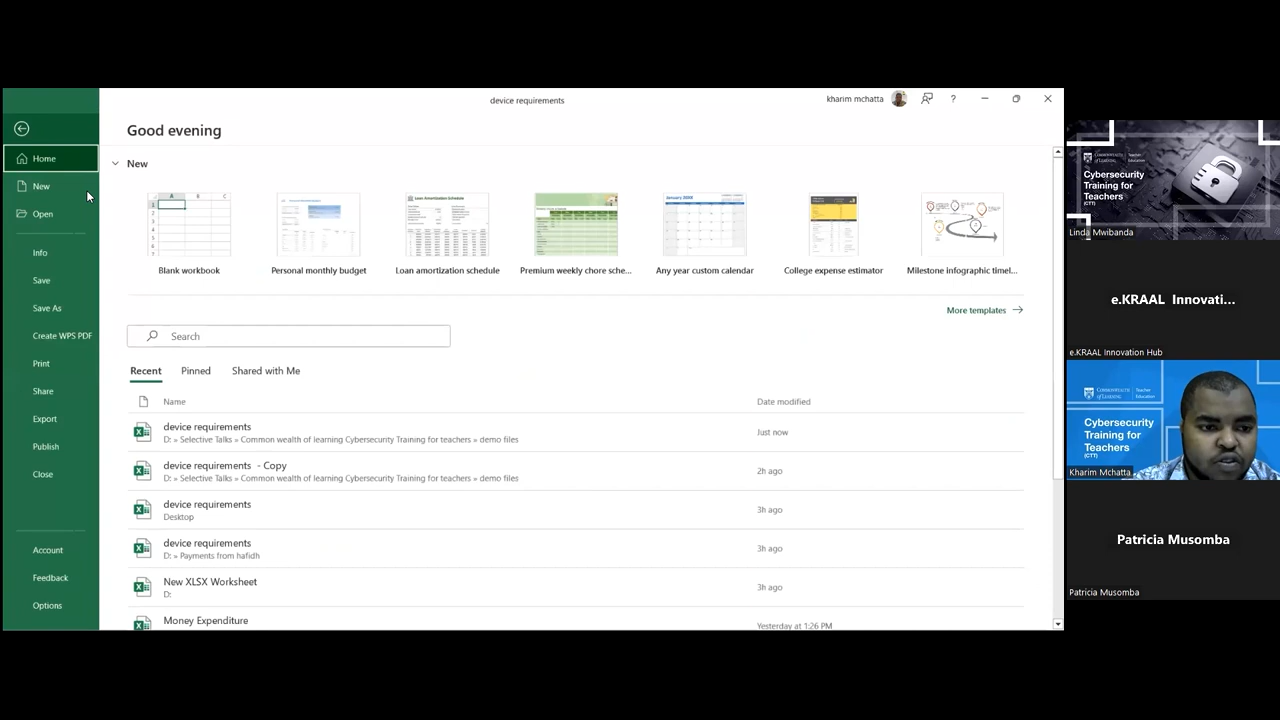 device requirements
kharim mchatta
?
Good evening
Home
New
Open
Info
Save
Save As
Create WPS PDF
Print
Share
Export
Publish
Close
Account
Feedback
Options
New
A B C
Blank workbook
Personal monthly budget
Loan Amortization Schedule
Loan amortization schedule
Premium weekly chore sche...
Any year custom calendar
College expense estimator
Milestone infographic timel...
More templates
Search
Recent
Pinned
Shared with Me
Name
Date modified
device requirements
D: » Selective Talks » Common wealth of learning Cybersecurity Training for teachers » demo files
Just now
device requirements - Copy
D: » Selective Talks » Common wealth of learning Cybersecurity Training for teachers » demo files
2h ago
device requirements
Desktop
3h ago
device requirements
D: » Payments from hafidh
3h ago
New XLSX Worksheet
D:
3h ago
Money Expenditure
Yesterday at 1:26 PM
Cybersecurity
Training for
Teachers
(CTT)
Linda Mwibanda
e.KRAAL Innovati...
e.KRAAL Innovation Hub
Cybersecurity
Training for
Teachers
(CTT)
Kharim Mchatta
Patricia Musomba
Patricia Musomba